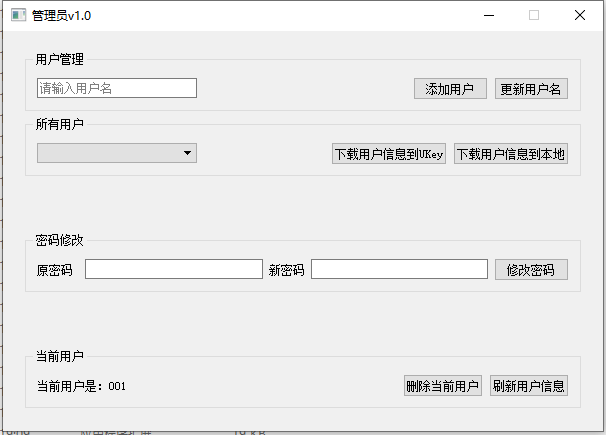 管理员v1.0
用户管理
请输入用户名 添加用户 更新用户名
所有用户
下载用户信息到UKey 下载用户信息到本地
密码修改
原密码 新密码 修改密码
当前用户
当前用户是：001 删除当前用户 刷新用户信息